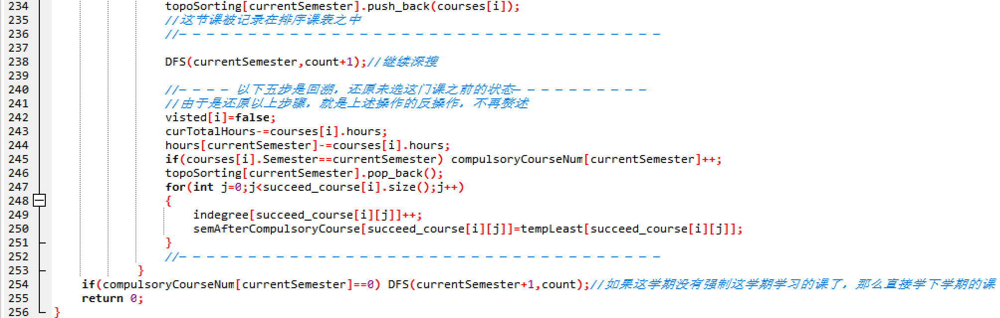 234 topoSorting[currentSemester].push_back(courses[i]);
235 //这节课被记录在排序课表之中
236 //- - - - - - - - - - - - - - - - - - - - - - - - - - - - - - - - - - -
237
238 DFS(currentSemester,count+1);//继续深搜
239
240 //- - - - - 以下五步是回溯，还原未选这门课之前的状态- - - - - - - - - -
241 //由于是还原以上步骤，就是上述操作的反操作，不再赘述
242 visted[i]=false;
243 curTotalHours-=courses[i].hours;
244 hours[currentSemester]-=courses[i].hours;
245 if(courses[i].Semester==currentSemester) compulsoryCourseNum[currentSemester]++;
246 topoSorting[currentSemester].pop_back();
247 for(int j=0;j<succeed_course[i].size();j++)
248 {
249 indegree[succeed_course[i][j]]++;
250 semAfterCompulsoryCourse[succeed_course[i][j]]=tempLeast[succeed_course[i][j]];
251 }
252 //- - - - - - - - - - - - - - - - - - - - - - - - - - - - - - - - - - -
253 }
254 if(compulsoryCourseNum[currentSemester]==0) DFS(currentSemester+1,count);//如果这学期没有强制这学期学习的课了，那么直接学下学期的课
255 return 0;
256 }